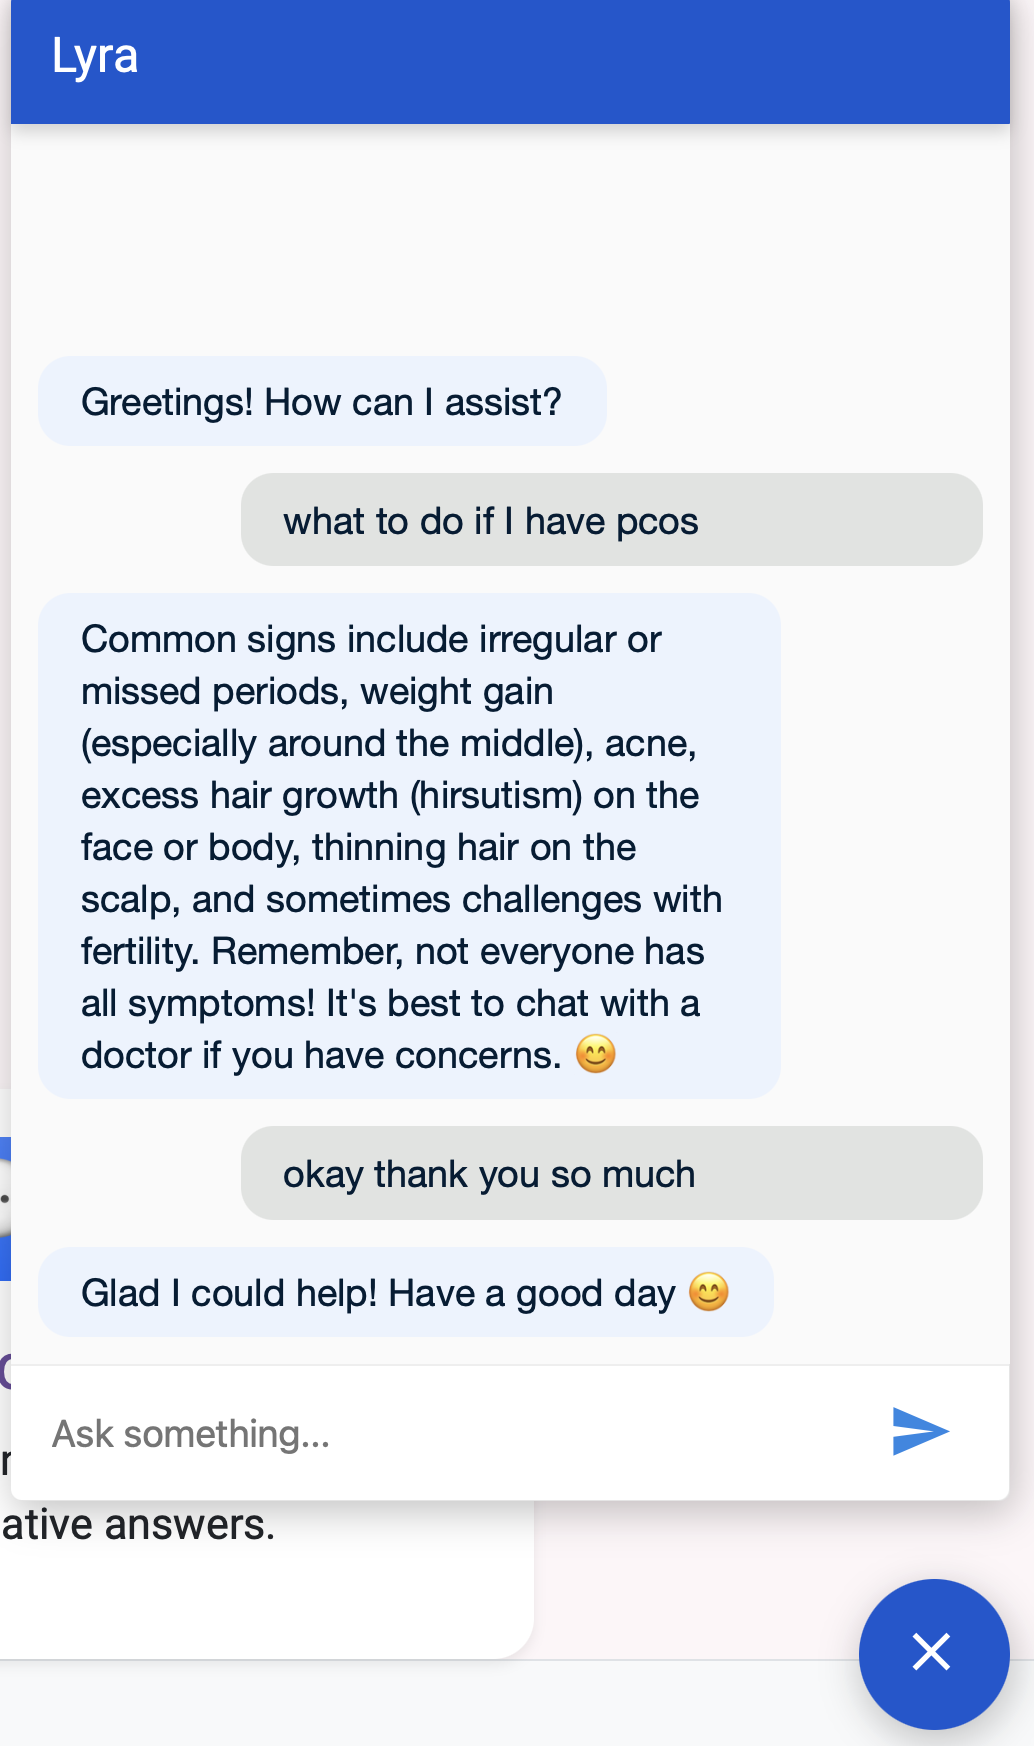 Lyra
Greetings! How can I assist?
what to do if I have pcos
Common signs include irregular or
missed periods, weight gain
(especially around the middle), acne,
excess hair growth (hirsutism) on the
face or body, thinning hair on the
scalp, and sometimes challenges with
fertility. Remember, not everyone has
all symptoms! It's best to chat with a
doctor if you have concerns. 😊
okay thank you so much
Glad I could help! Have a good day 😊
Ask something...
ative answers.